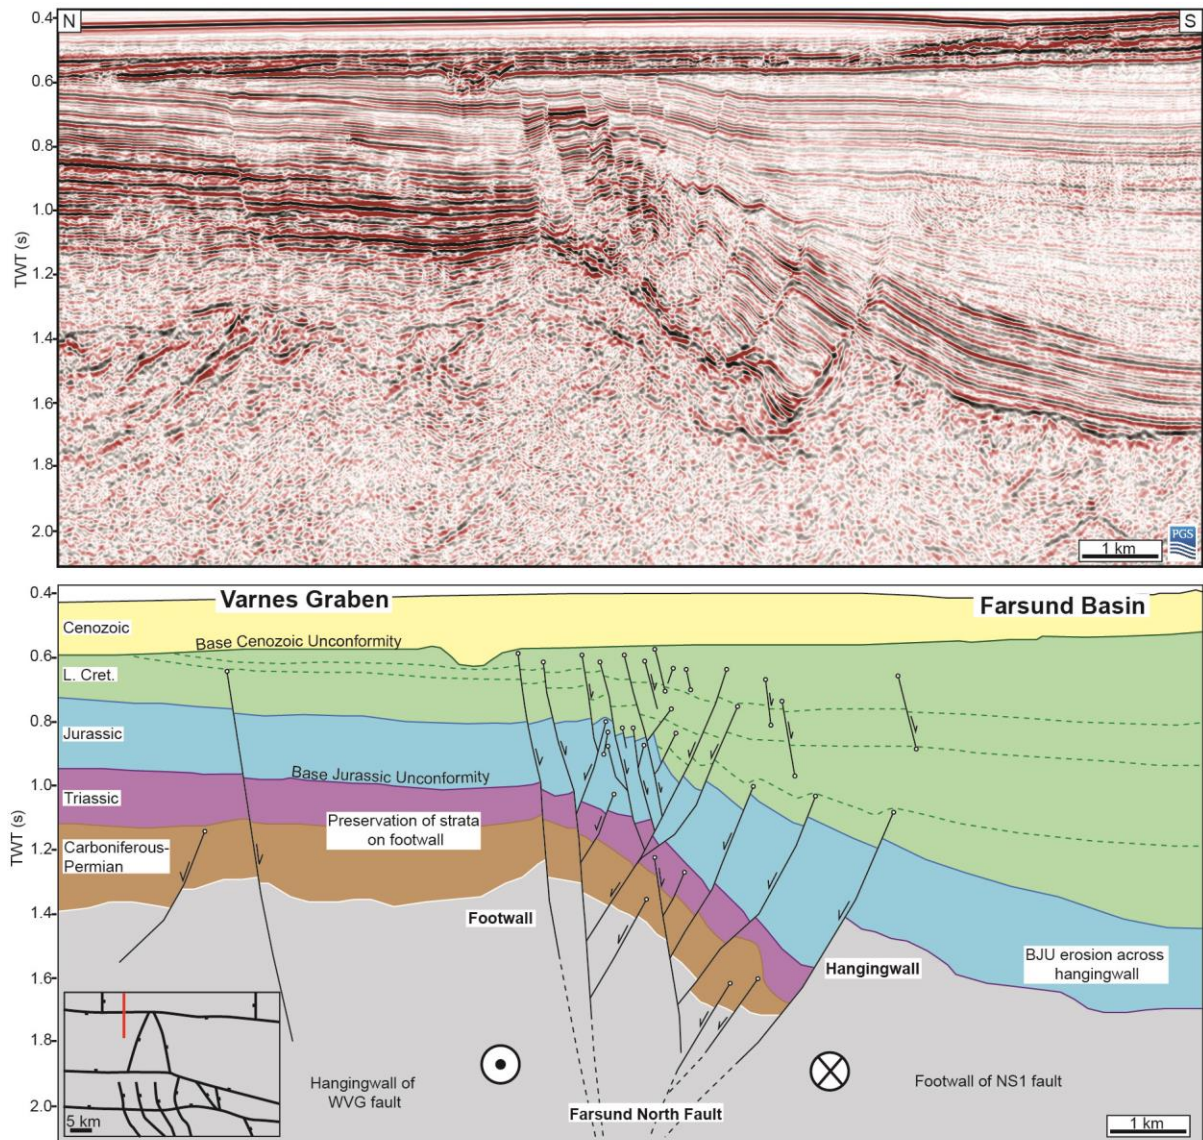 N
S
0.4
0.6
0.8
1.0
1.2
1.4
1.6
1.8
2.0
TWT (s)
PGS
1 km
Varnes Graben
Farsund Basin
0.4
0.6
0.8
1.0
1.2
1.4
1.6
1.8
2.0
TWT (s)
Cenozoic
Base Cenozoic Unconformity
L. Cret.
Jurassic
Base Jurassic Unconformity
Triassic
Preservation of strata
on footwall
Carboniferous-
Permian
Footwall
Hangingwall
BJU erosion across
hangingwall
Hangingwall of
WVG fault
Footwall of NS1 fault
Farsund North Fault
5 km
1 km